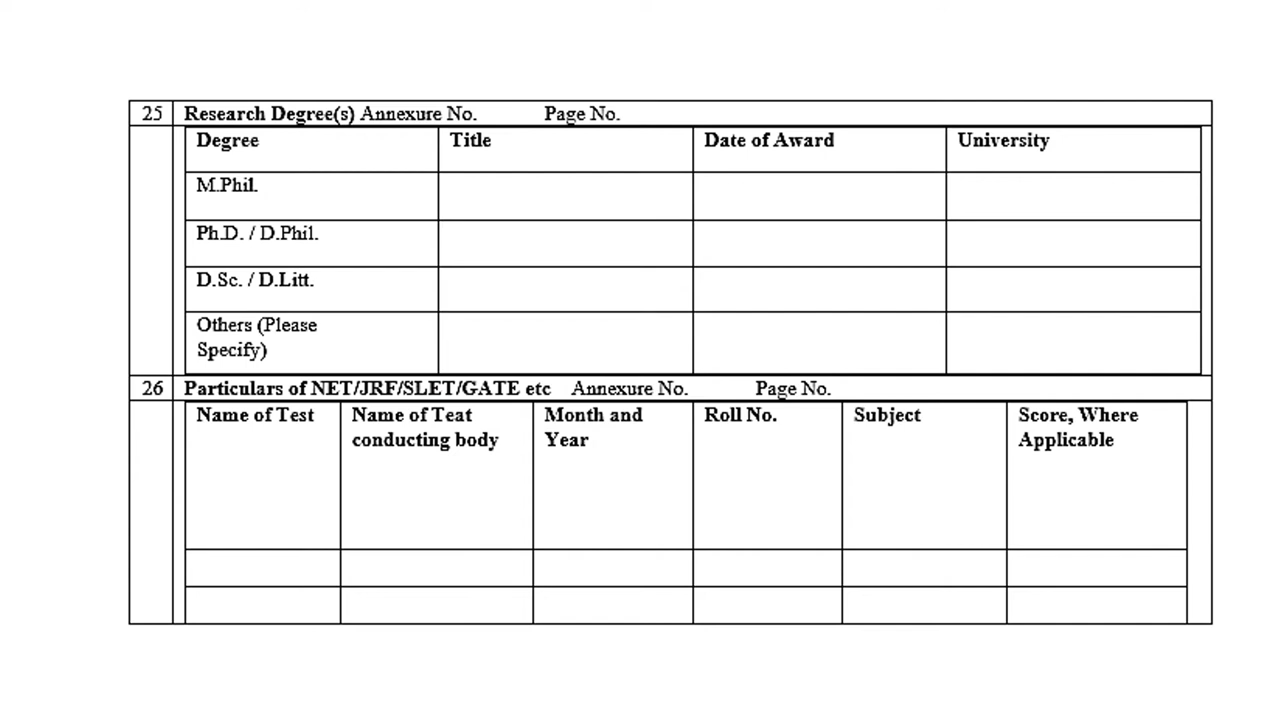 25 Research Degree(s) Annexure No. Page No.
Degree Title Date of Award University
M.Phil.
Ph.D. / D.Phil.
D.Sc. / D.Litt.
Others (Please
Specify)
26 Particulars of NET/JRF/SLET/GATE etc Annexure No. Page No.
Name of Test Name of Teat Month and Roll No. Subject Score, Where
conducting body Year Applicable